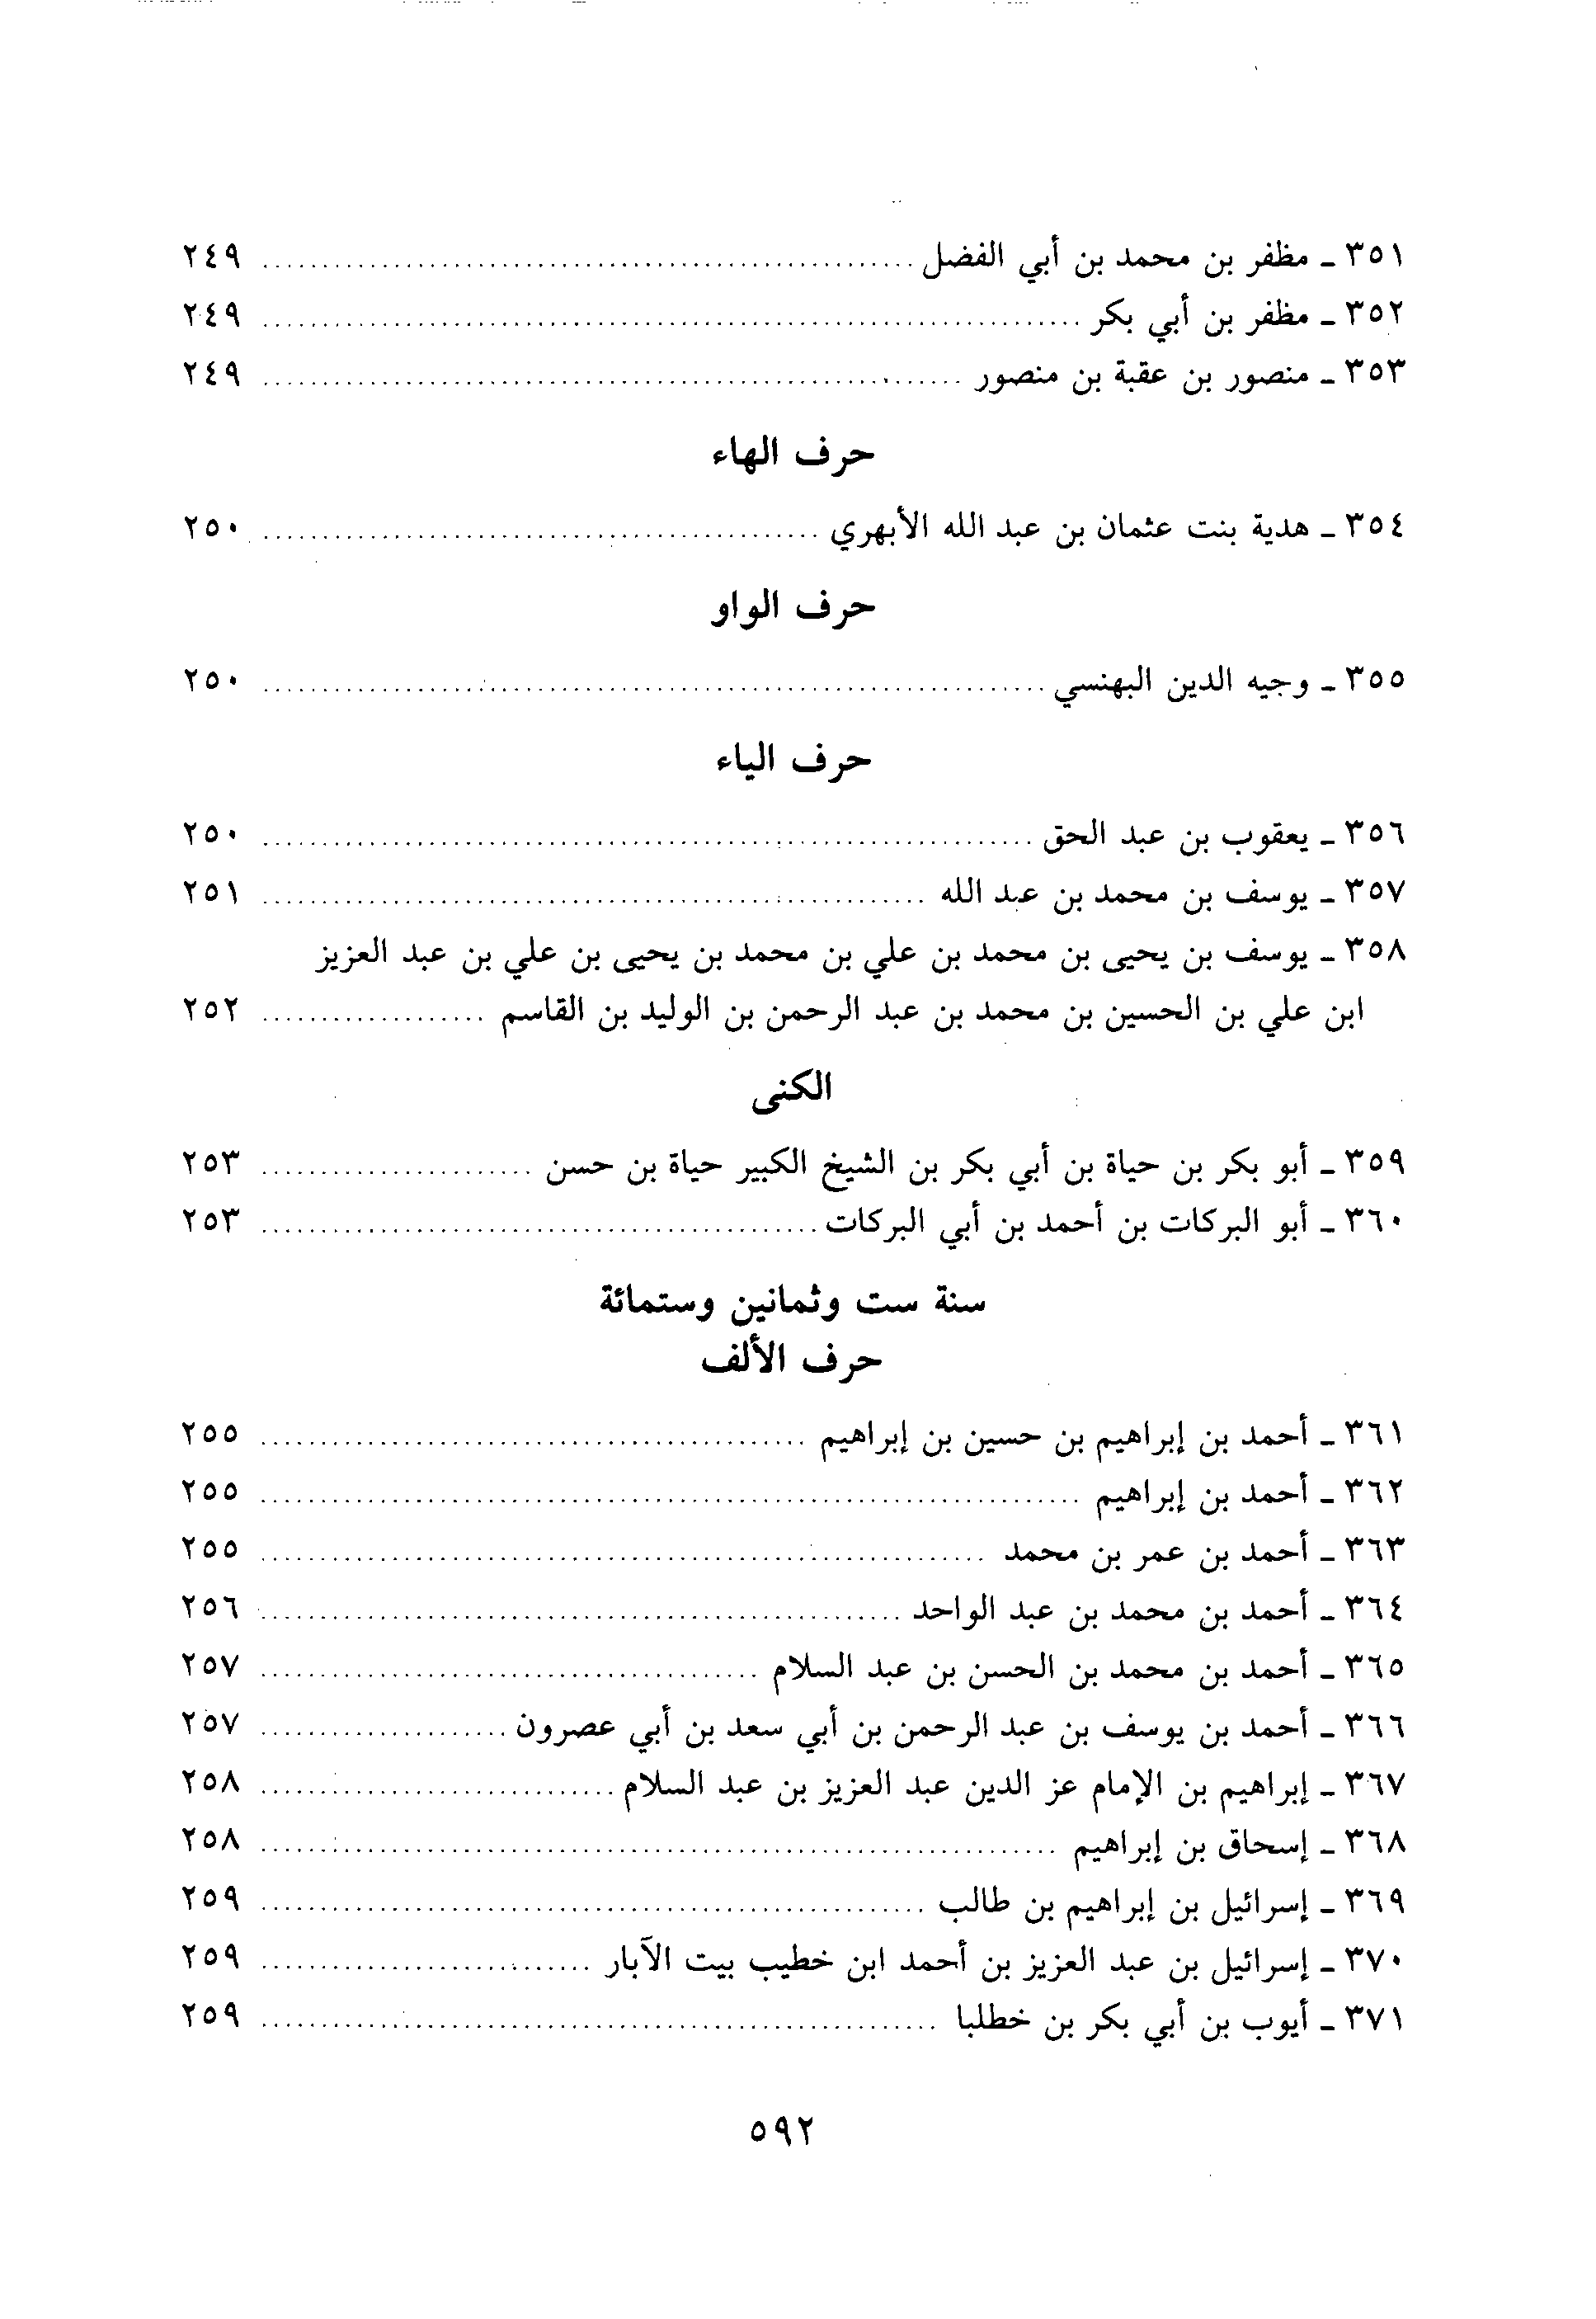 ٣٥١ - مظفر بن محمد بن أبي الفضل ........ ٢٤٩
٣٥٢ - مظفر بن أبي بكر ........ ٢٤٩
٣٥٣ - منصور بن عقبة بن منصور ........ ٢٤٩
حرف الهاء
٣٥٤ - هدية بنت عثمان بن عبد الله الأبهري ........ ٢٥٠
حرف الواو
٣٥٥ - وجيه الدين البهنسي ........ ٢٥٠
حرف الياء
٣٥٦ - يعقوب بن عبد الحق ........ ٢٥٠
٣٥٧ - يوسف بن محمد بن عبد الله ........ ٢٥١
٣٥٨ - يوسف بن يحيى بن محمد بن علي بن محمد بن يحيى بن علي بن عبد العزيز
ابن علي بن الحسين بن محمد بن عبد الرحمن بن الوليد بن القاسم ........ ٢٥٢
الكنى
٣٥٩ - أبو بكر بن حياة بن أبي بكر بن الشيخ الكبير حياة بن حسن ........ ٢٥٣
٣٦٠ - أبو البركات بن أحمد بن أبي البركات ........ ٢٥٣
سنة ست وثمانين وستمائة
حرف الألف
٣٦١ - أحمد بن إبراهيم بن حسين بن إبراهيم ........ ٢٥٥
٣٦٢ - أحمد بن إبراهيم ........ ٢٥٥
٣٦٣ - أحمد بن عمر بن محمد ........ ٢٥٥
٣٦٤ - أحمد بن محمد بن عبد الواحد ........ ٢٥٦
٣٦٥ - أحمد بن محمد بن الحسن بن عبد السلام ........ ٢٥٧
٣٦٦ - أحمد بن يوسف بن عبد الرحمن بن أبي سعد بن أبي عصرون ........ ٢٥٧
٣٦٧ - إبراهيم بن الإمام عز الدين عبد العزيز بن عبد السلام ........ ٢٥٨
٣٦٨ - إسحاق بن إبراهيم ........ ٢٥٨
٣٦٩ - إسرائيل بن إبراهيم بن طالب ........ ٢٥٩
٣٧٠ - إسرائيل بن عبد العزيز بن أحمد ابن خطيب بيت الآبار ........ ٢٥٩
٣٧١ - أيوب بن أبي بكر بن خطلبا ........ ٢٥٩
٥٩٢